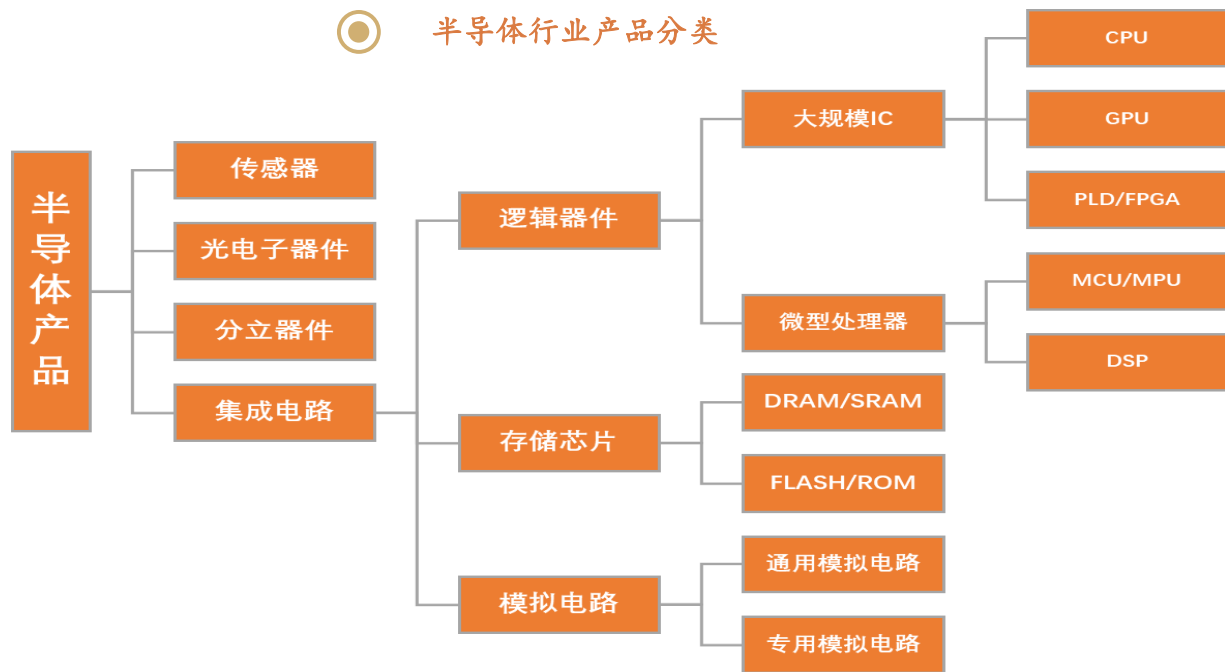 半导体行业产品分类
半导体产品
传感器
光电子器件
分立器件
集成电路
逻辑器件
存储芯片
模拟电路
大规模IC
微型处理器
DRAM/SRAM
FLASH/ROM
通用模拟电路
专用模拟电路
CPU
GPU
PLD/FPGA
MCU/MPU
DSP